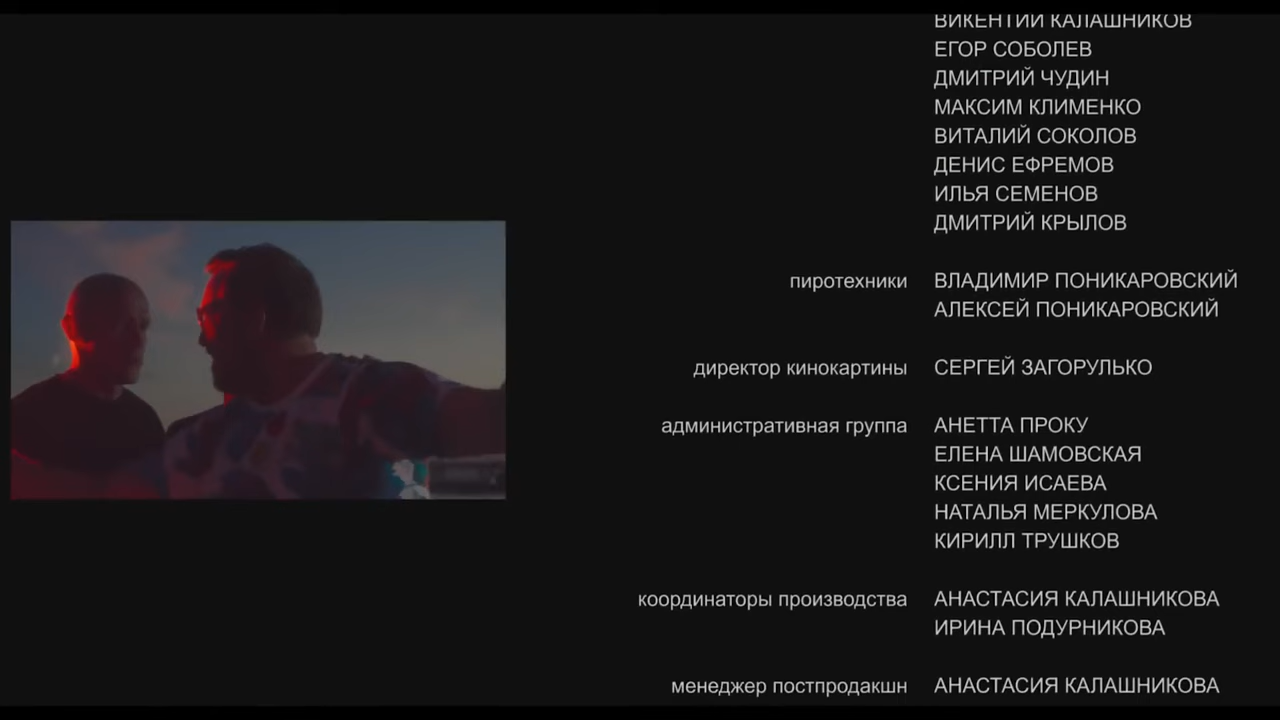 ВИКЕНТИЙ КАЛАШНИКОВ
ЕГОР СОБОЛЕВ
ДМИТРИЙ ЧУДИН
МАКСИМ КЛИМЕНКО
ВИТАЛИЙ СОКОЛОВ
ДЕНИС ЕФРЕМОВ
ИЛЬЯ СЕМЕНОВ
ДМИТРИЙ КРЫЛОВ
пиротехники ВЛАДИМИР ПОНИКАРОВСКИЙ
АЛЕКСЕЙ ПОНИКАРОВСКИЙ
директор кинокартины СЕРГЕЙ ЗАГОРУЛЬКО
административная группа АНЕТТА ПРОКУ
ЕЛЕНА ШАМОВСКАЯ
КСЕНИЯ ИСАЕВА
НАТАЛЬЯ МЕРКУЛОВА
КИРИЛЛ ТРУШКОВ
координаторы производства АНАСТАСИЯ КАЛАШНИКОВА
ИРИНА ПОДУРНИКОВА
менеджер постпродакшн АНАСТАСИЯ КАЛАШНИКОВА